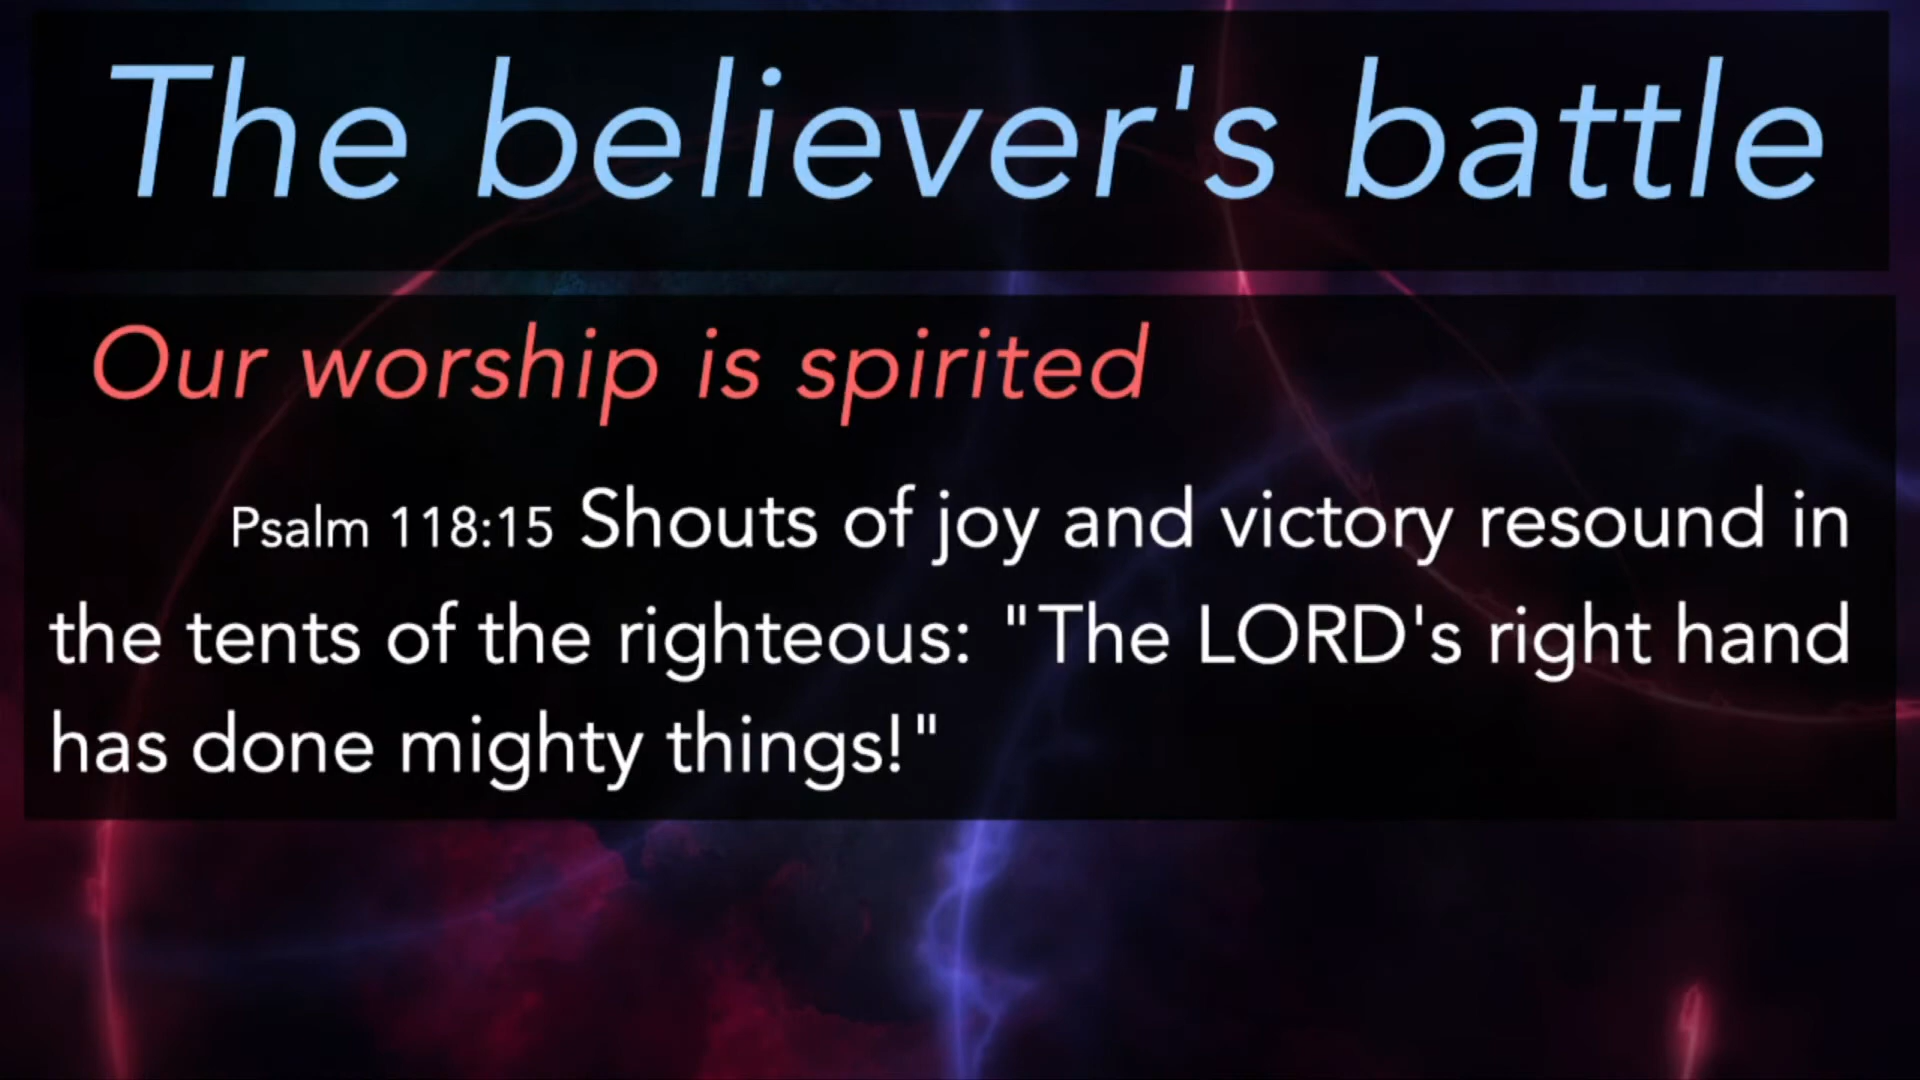 The believer's battle
Our worship is spirited
Psalm 118:15 Shouts of joy and victory resound in
the tents of the righteous: "The LORD's right hand
has done mighty things!"